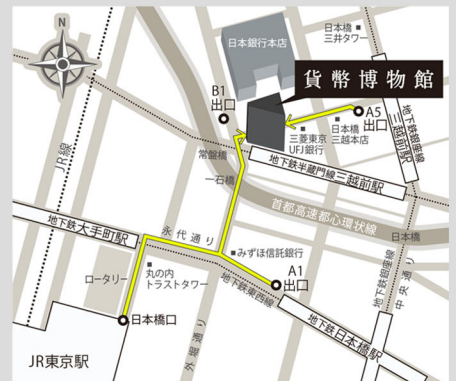 N
日本橋
三井タワー
日本銀行本店
貨幣博物館
B1
出口
A5
出口
三菱東京
UFJ銀行
日本橋
三越本店
地下鉄銀座線
三越前駅
常盤橋
地下鉄半蔵門線三越前駅
JR線
一石橋
首都高速都心環状線
地下鉄大手町駅
永代通り
日本橋
みずほ信託銀行
ロータリー
丸の内
トラストタワー
地下鉄東西線
A1
出口
地下鉄銀座線
中央通り
日本橋口
外堀通り
地下鉄日本橋駅
JR東京駅